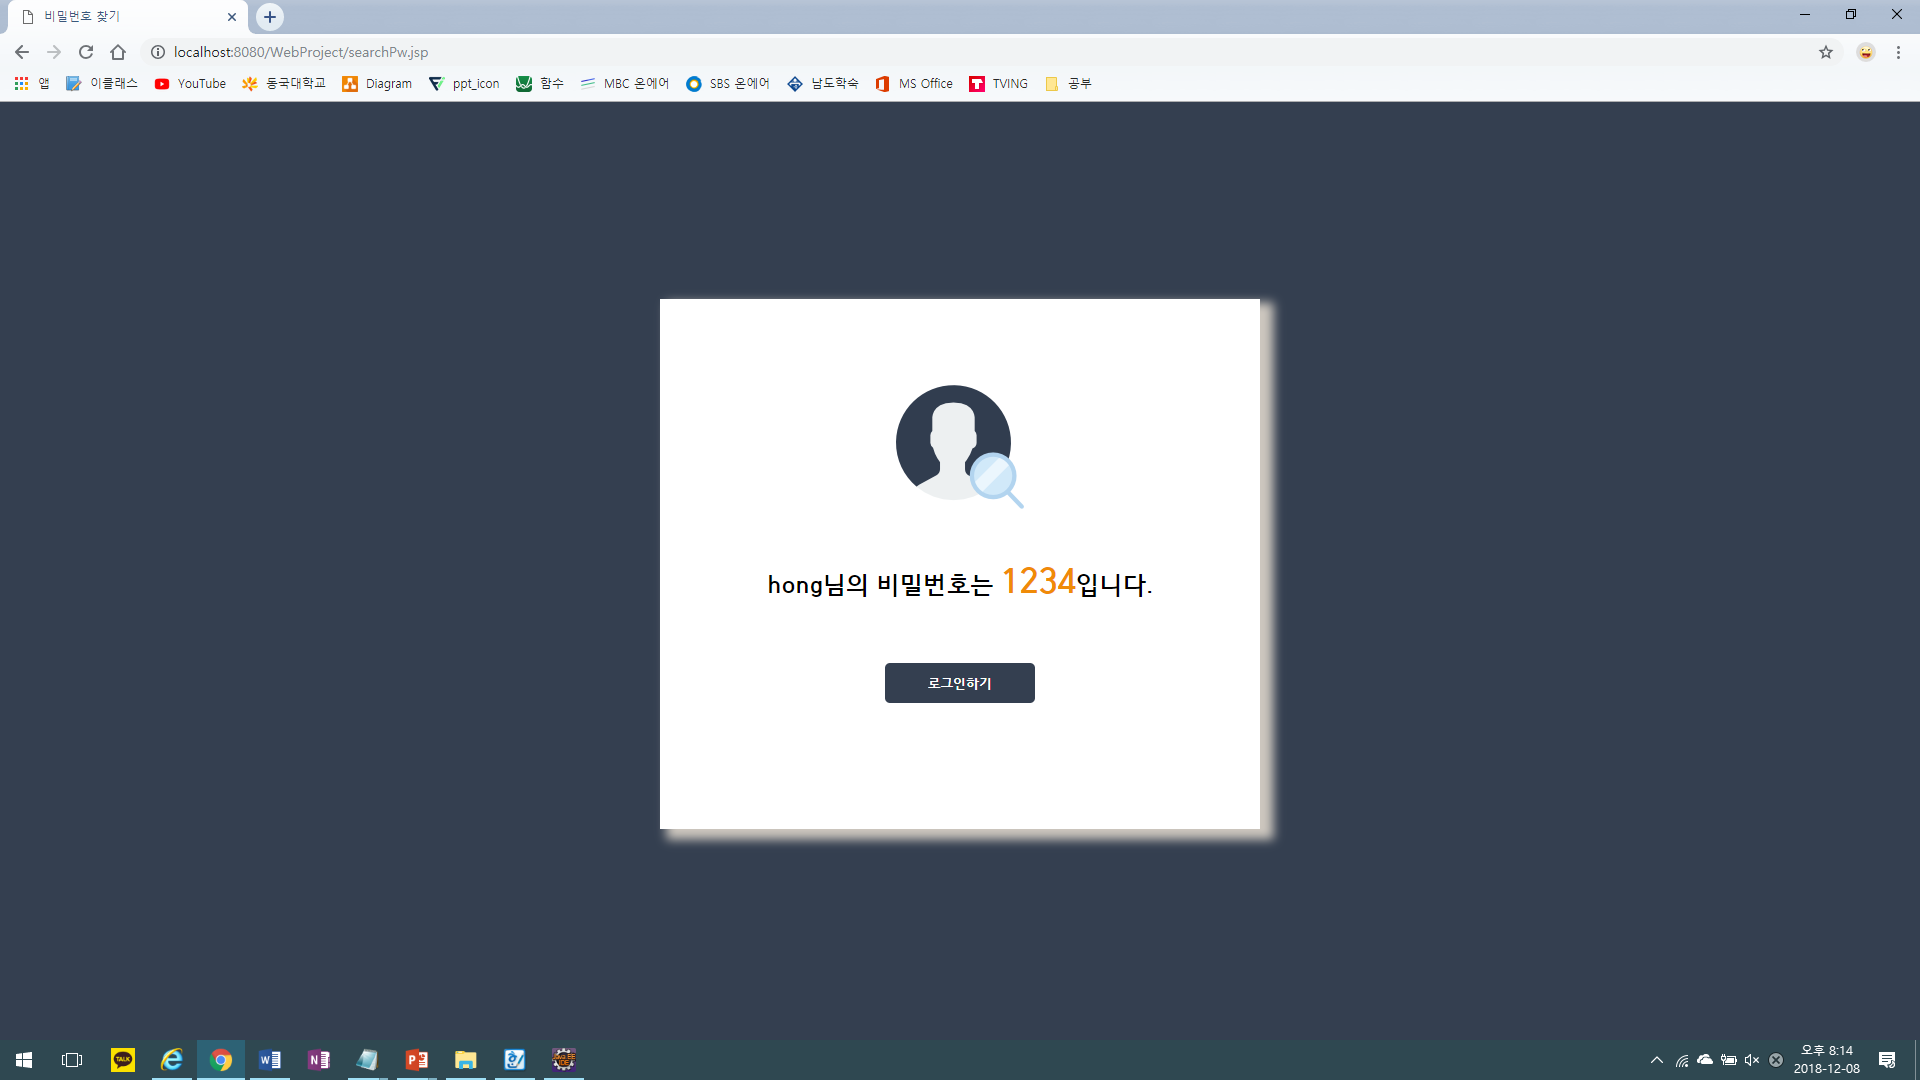 비밀번호 찾기
localhost:8080/WebProject/searchPw.jsp
앱 이클래스 YouTube 동국대학교 Diagram ppt_icon 함수 MBC 온에어 SBS 온에어 남도학숙 MS Office TVING 공부
hong님의 비밀번호는 1234입니다.
로그인하기
TALK
오후 8:14
2018-12-08